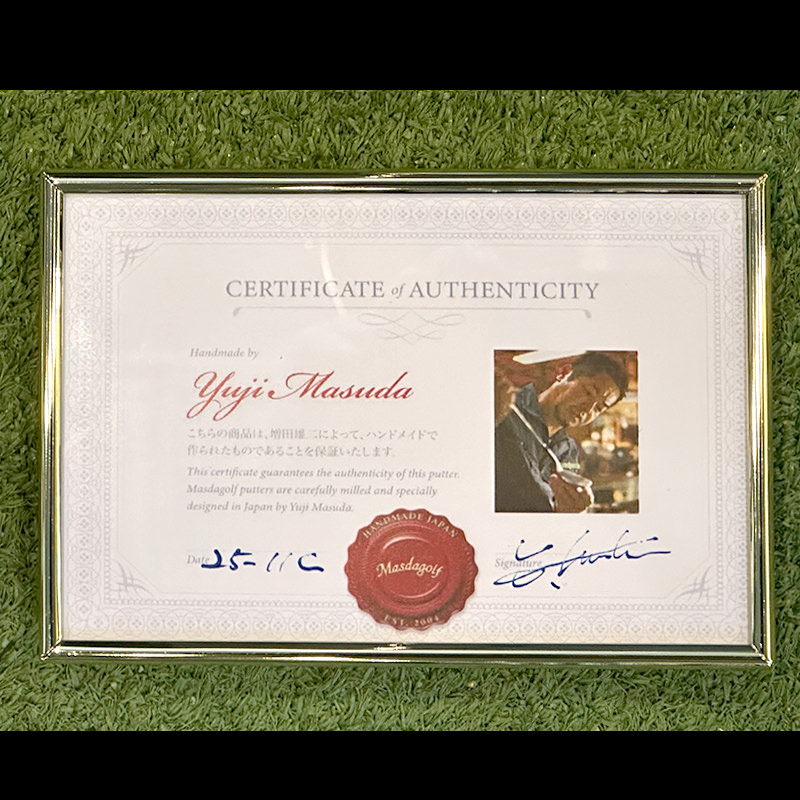 CERTIFICATE of AUTHENTICITY
Handmade by
Yuji Masuda
こちらの商品は、増田雄二によって、ハンドメイドで
作られたものであることを保証いたします。
This certificate guarantees the authenticity of this putter.
Masdagolf putters are carefully milled and specially
designed in Japan by Yuji Masuda.
Date
Signature
HANDMADE JAPAN
Masdagolf
EST. 2004